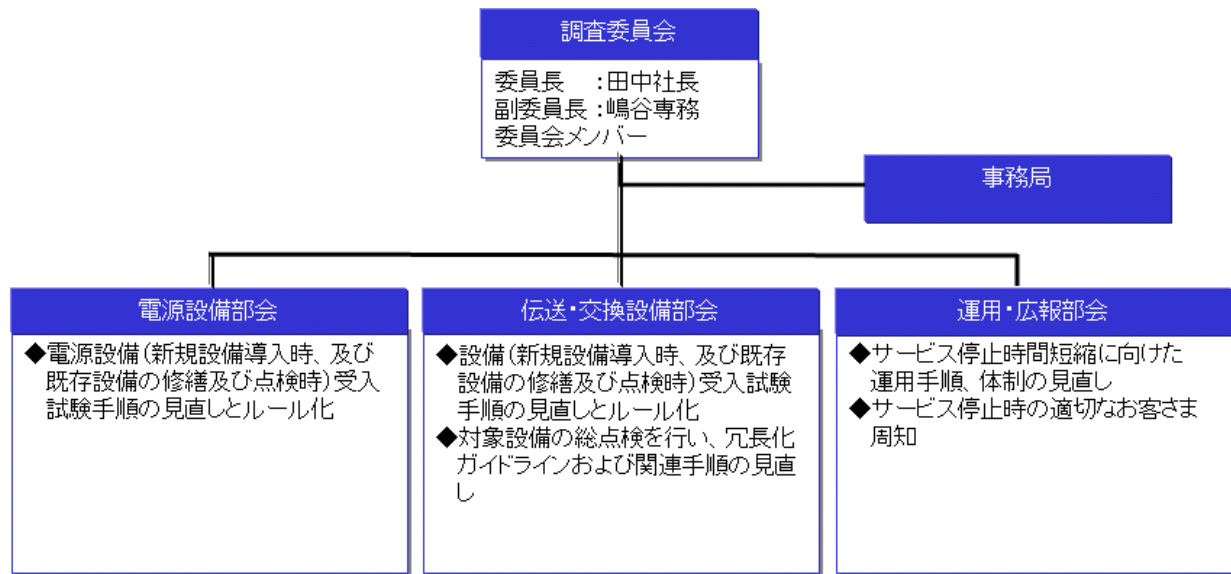 調査委員会
委員長　：田中社長
副委員長：嶋谷専務
委員会メンバー
事務局
電源設備部会
◆電源設備（新規設備導入時、及び
既存設備の修繕及び点検時）受入
試験手順の見直しとルール化
伝送・交換設備部会
◆設備（新規設備導入時、及び既存
設備の修繕及び点検時）受入試験
手順の見直しとルール化
◆対象設備の総点検を行い、冗長化
ガイドラインおよび関連手順の見直
し
運用・広報部会
◆サービス停止時間短縮に向けた
運用手順、体制の見直し
◆サービス停止時の適切なお客さま
周知